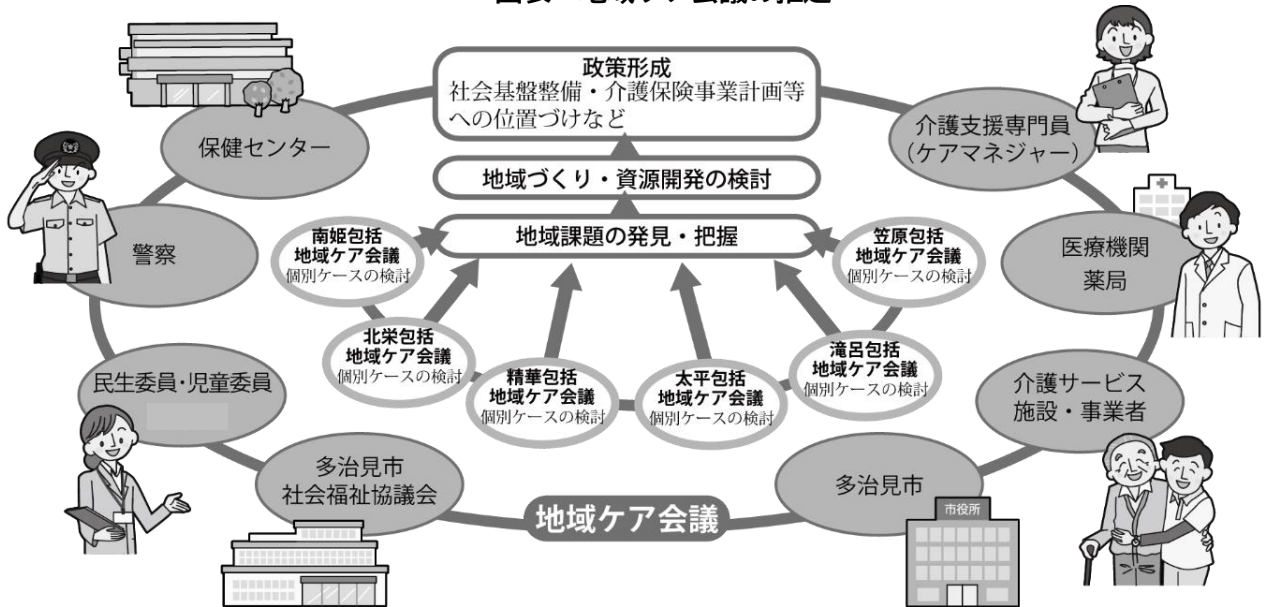 政策形成
社会基盤整備・介護保険事業計画等
への位置づけなど
地域づくり・資源開発の検討
地域課題の発見・把握
保健センター
介護支援専門員
（ケアマネジャー）
警察
医療機関
薬局
南姫包括
地域ケア会議
個別ケースの検討
笠原包括
地域ケア会議
個別ケースの検討
北栄包括
地域ケア会議
個別ケースの検討
滝呂包括
地域ケア会議
個別ケースの検討
精華包括
地域ケア会議
個別ケースの検討
太平包括
地域ケア会議
個別ケースの検討
民生委員・児童委員
介護サービス
施設・事業者
多治見市
社会福祉協議会
多治見市
地域ケア会議
市役所